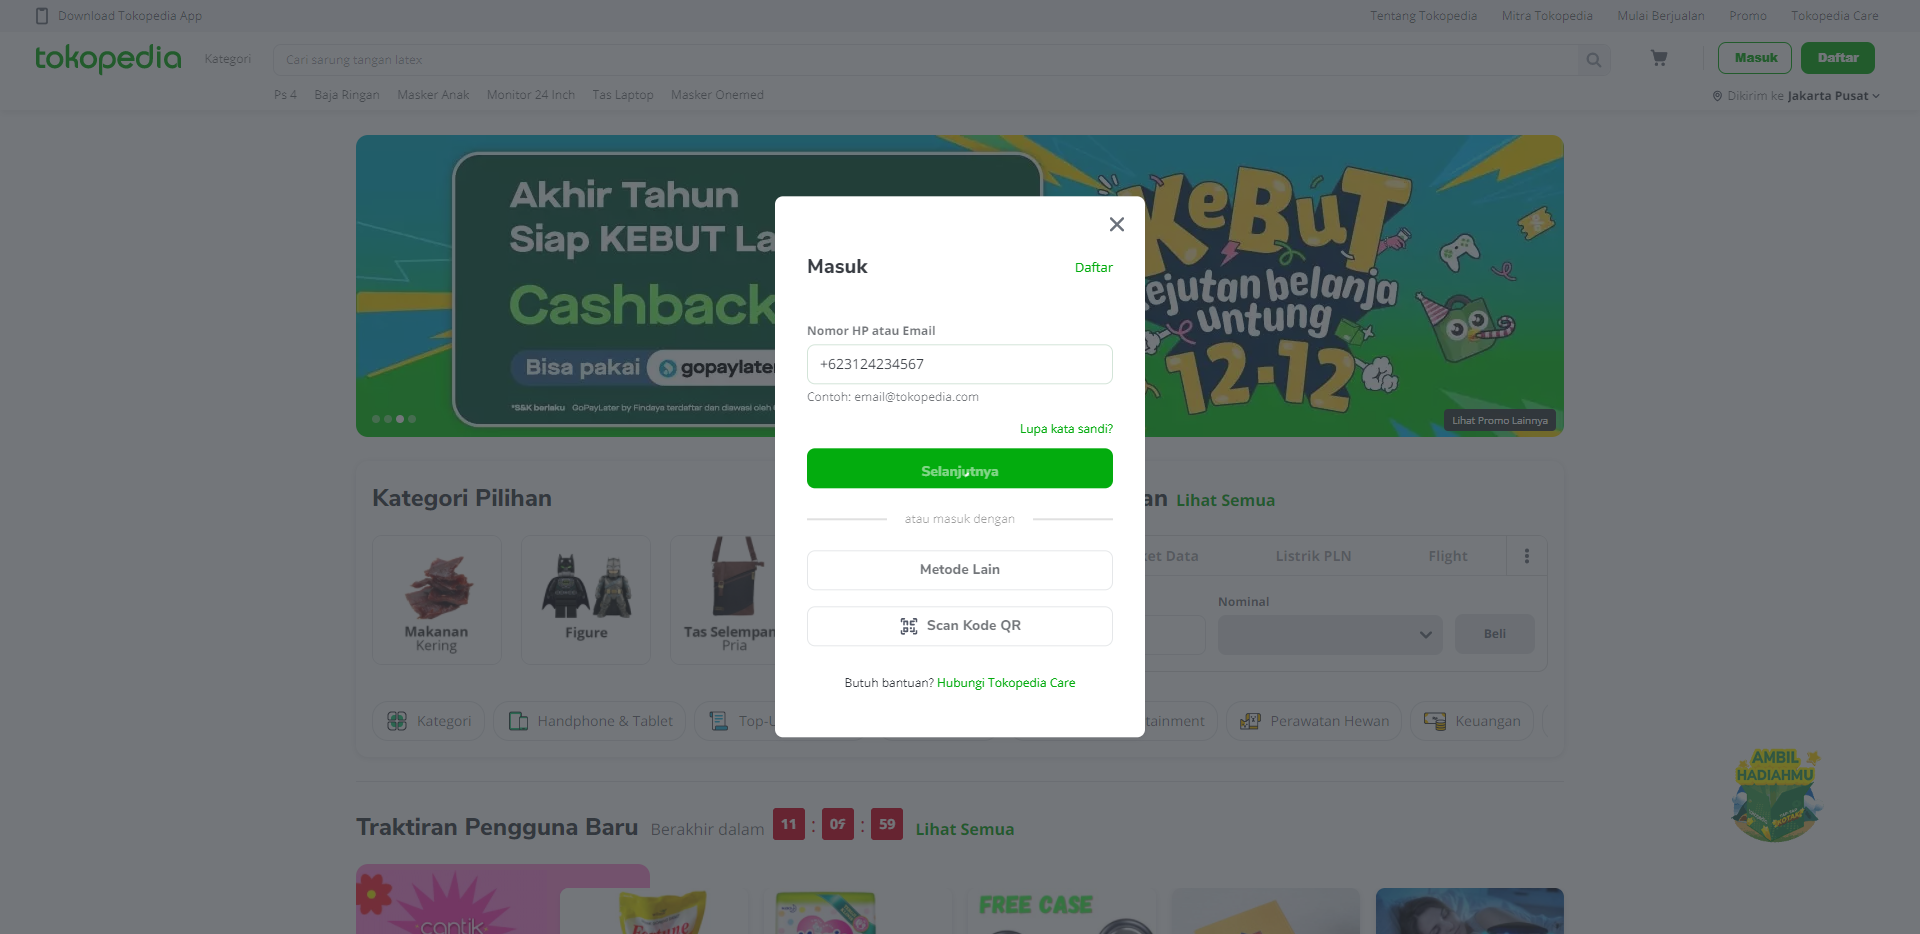 Download Tokopedia App
Tentang Tokopedia
Mitra Tokopedia
Mulai Berjualan
Promo
Tokopedia Care
tokopedia
Kategori
Cari sarung tangan latex
Masuk
Daftar
Ps 4
Baja Ringan
Masker Anak
Monitor 24 Inch
Tas Laptop
Masker Onemed
Dikirim ke Jakarta Pusat
Akhir Tahun
Siap KEBUT La
Cashback
Bisa pakai gopaylater
*S&K berlaku GoPayLater by Findaya terdaftar dan diawasi oleh
KEBUT
ejutan belanja
untung
12.12
Lihat Promo Lainnya
Masuk
Daftar
Nomor HP atau Email
+623124234567
Contoh: email@tokopedia.com
Lupa kata sandi?
Selanjutnya
atau masuk dengan
Metode Lain
Scan Kode QR
Butuh bantuan? Hubungi Tokopedia Care
Kategori Pilihan
an Lihat Semua
Makanan
Kering
Figure
Tas Selempan
Pria
et Data
Listrik PLN
Flight
Nominal
Beli
Kategori
Handphone & Tablet
Top-U
tainment
Perawatan Hewan
Keuangan
AMBIL
HADIAHMU
Traktiran Pengguna Baru
Berakhir dalam
11 : : 59
Lihat Semua
cantik
Fortune
FREE CASE